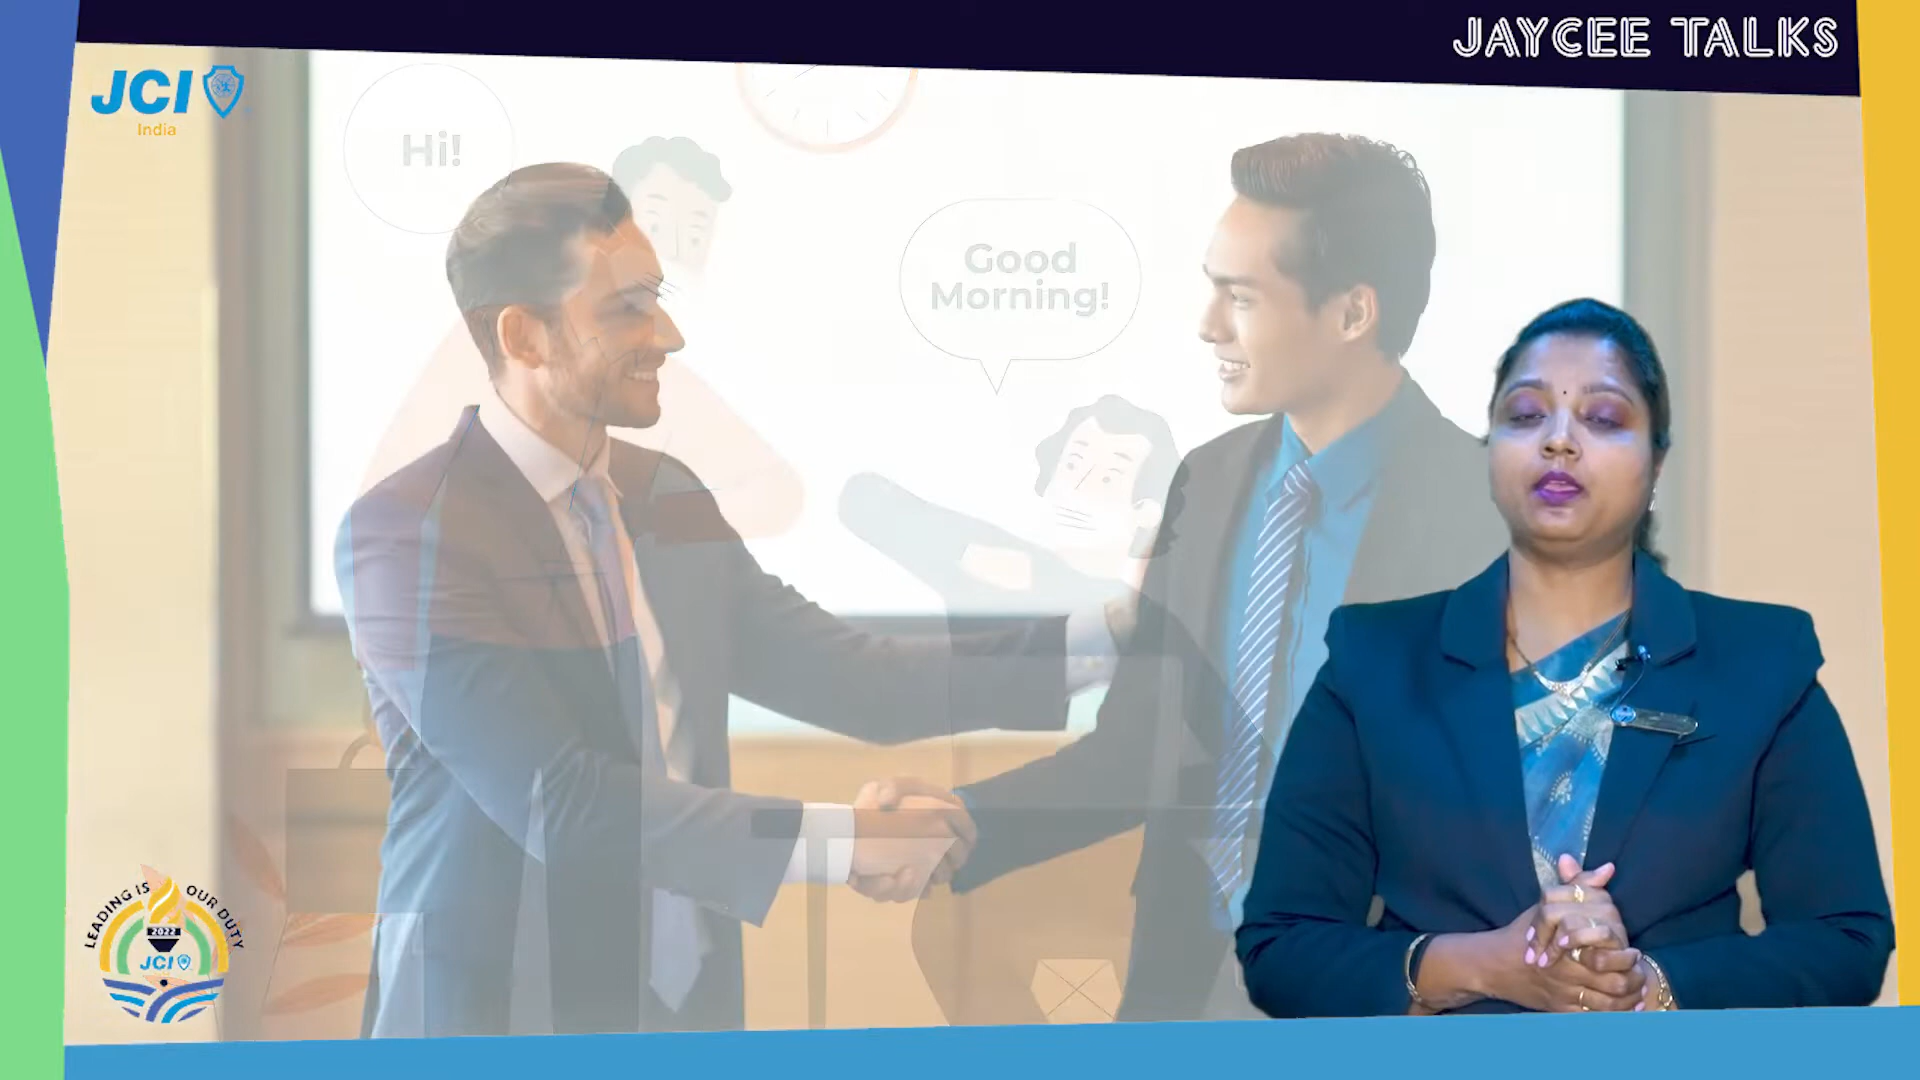 JAYCEE TALKS
JCI
India
Hi!
Good
Morning!
LEADING IS OUR DUTY
2022
JCI